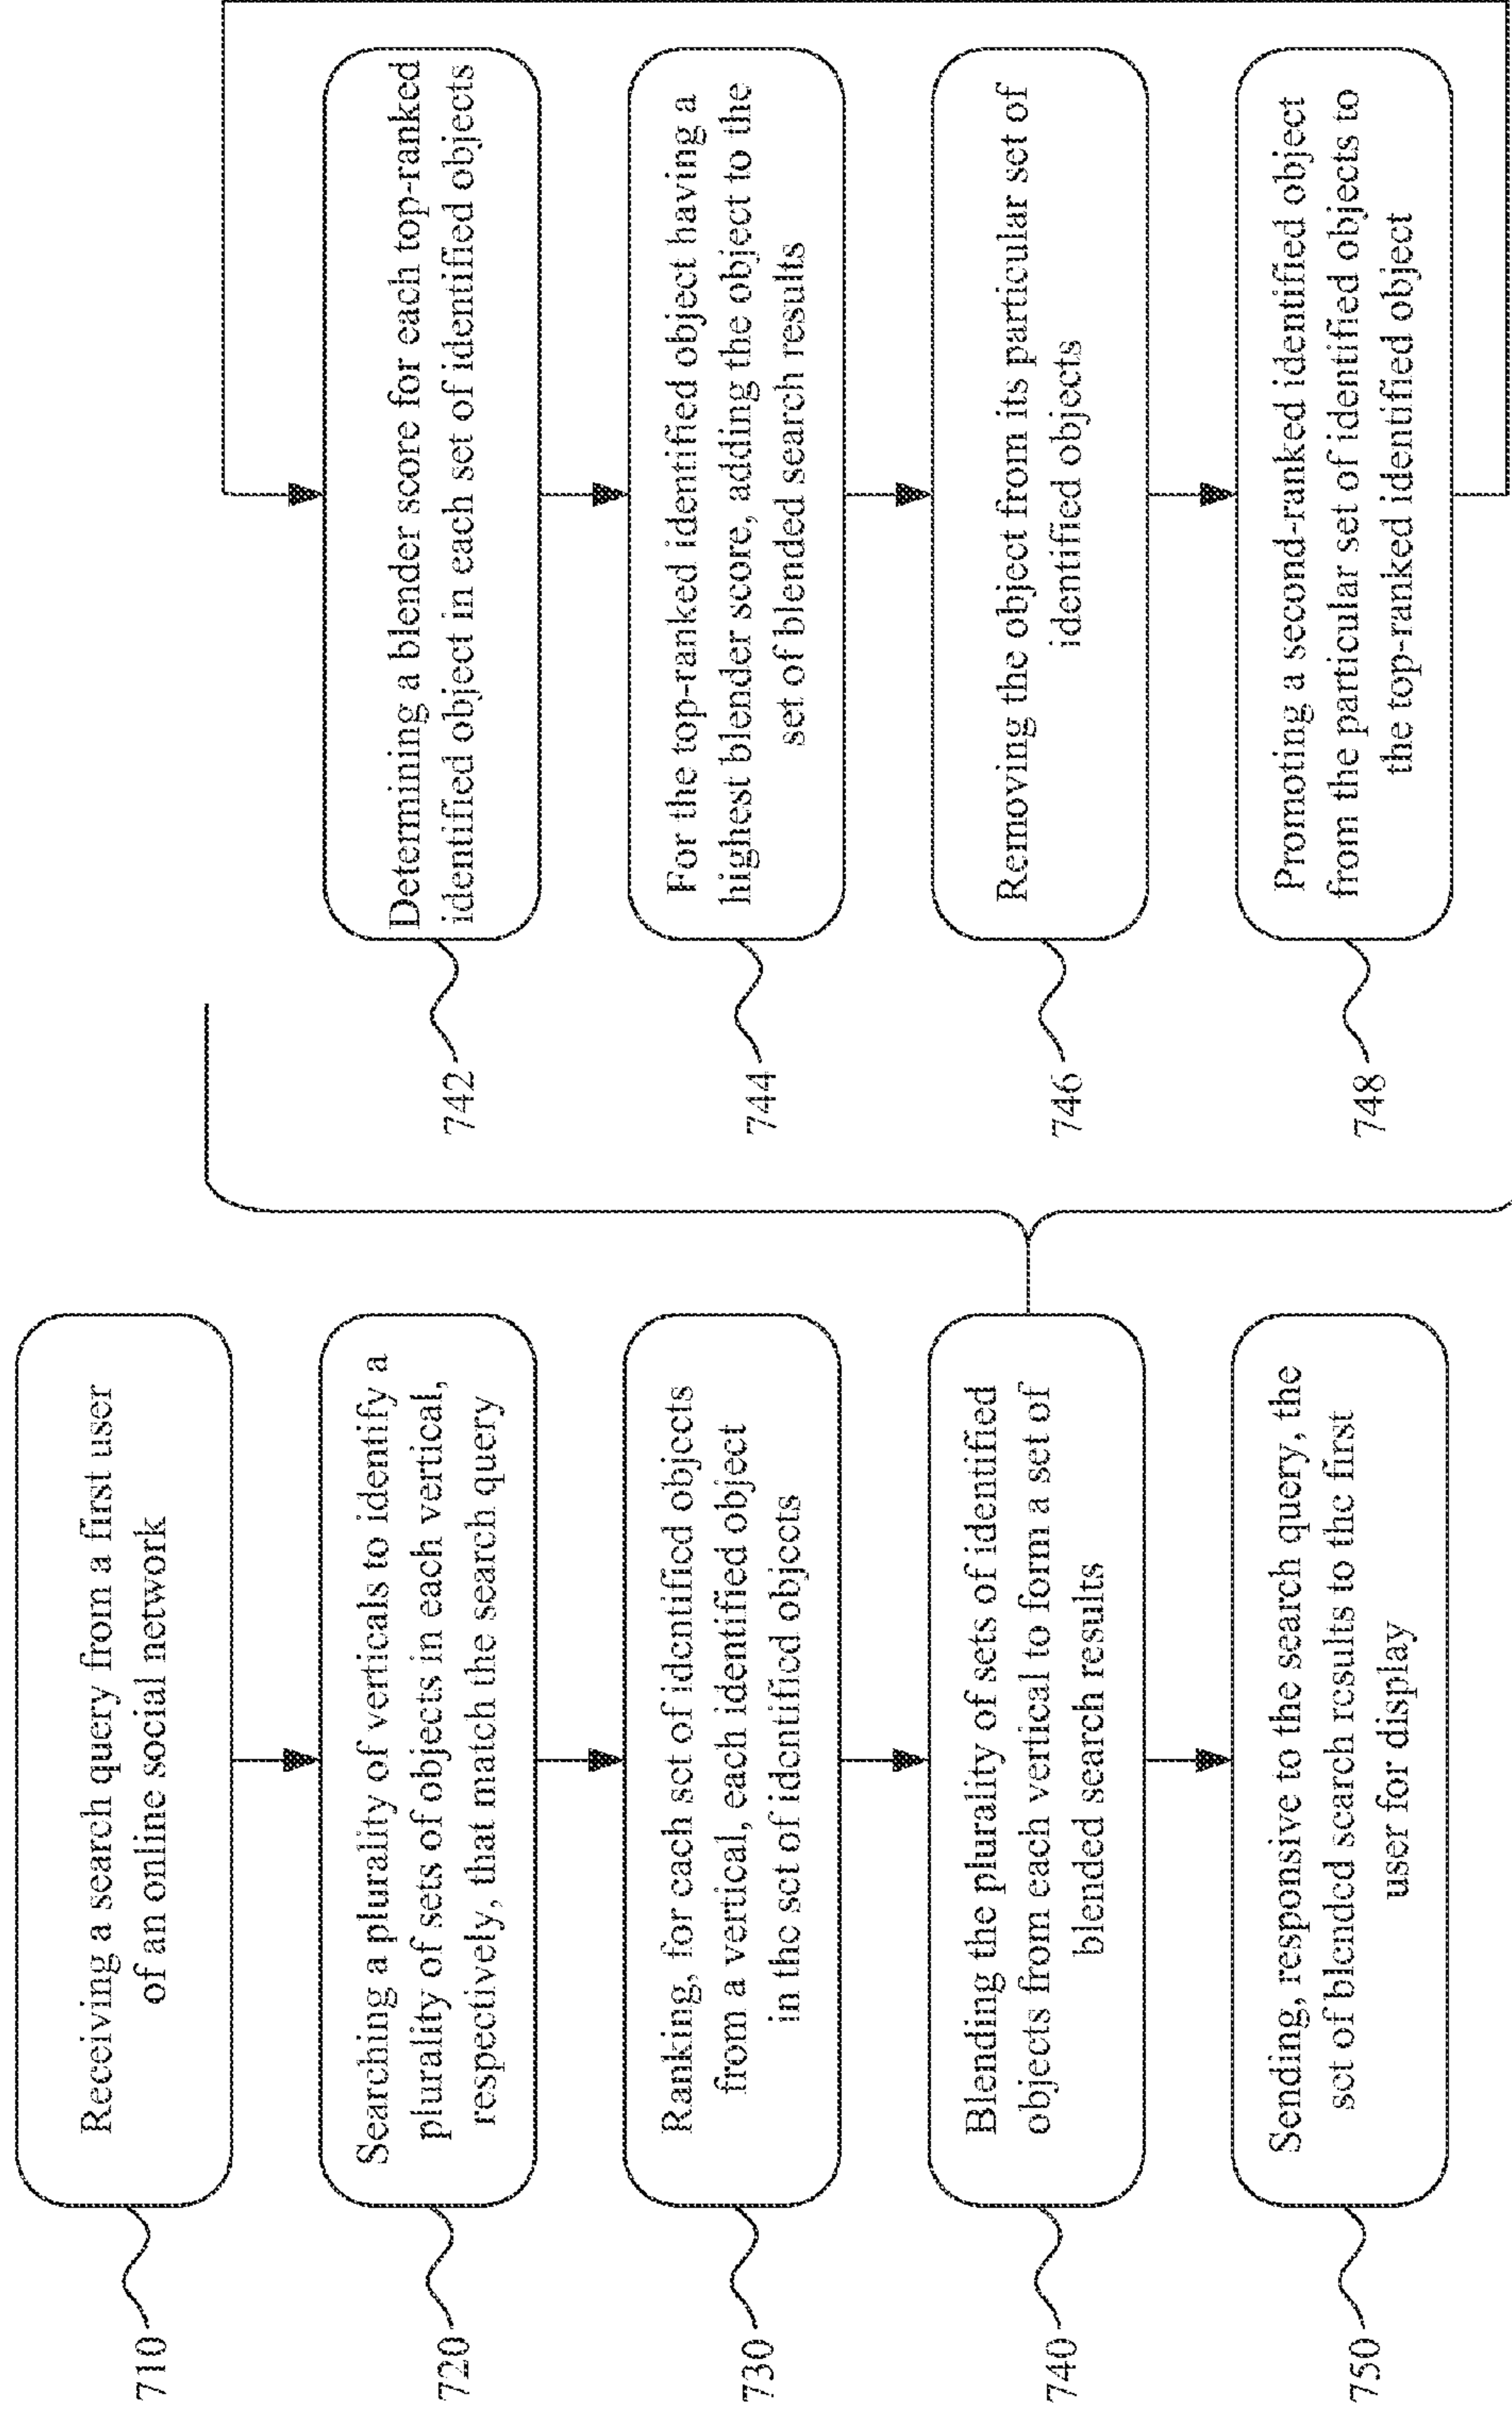 710
Receiving a search query from a first user
of an online social network
720
Searching a plurality of verticals to identify a
plurality of sets of objects in each vertical,
respectively, that match the search query
730
Ranking, for each set of identified objects
from a vertical, each identified object
in the set of identified objects
740
Blending the plurality of sets of identified
objects from each vertical to form a set of
blended search results
750
Sending, responsive to the search query, the
set of blended search results to the first
user for display
742
Determining a blender score for each top-ranked
identified object in each set of identified objects
744
For the top-ranked identified object having a
highest blender score, adding the object to the
set of blended search results
746
Removing the object from its particular set of
identified objects
748
Promoting a second-ranked identified object
from the particular set of identified objects to
the top-ranked identified object